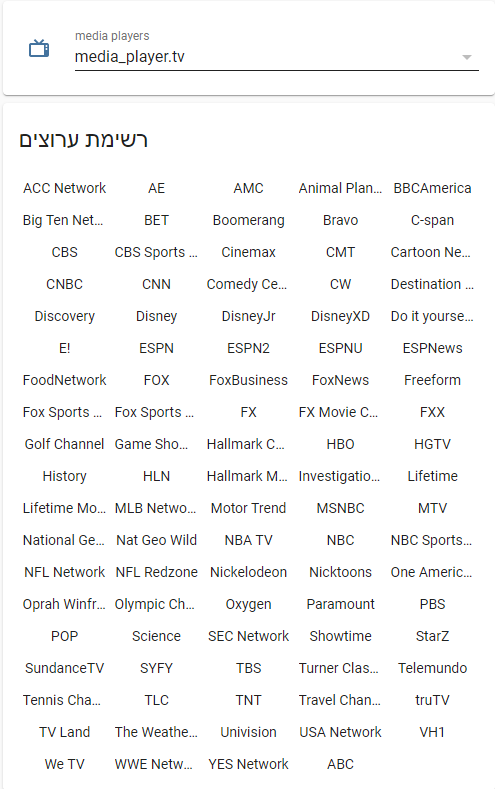 media players
media_player.tv
רשימת ערוצים
ACC Network AE AMC Animal Plan... BBCAmerica
Big Ten Net... BET Boomerang Bravo C-span
CBS CBS Sports ... Cinemax CMT Cartoon Ne...
CNBC CNN Comedy Ce... CW Destination ...
Discovery Disney DisneyJr DisneyXD Do it yourse...
E! ESPN ESPN2 ESPNU ESPNews
FoodNetwork FOX FoxBusiness FoxNews Freeform
Fox Sports ... Fox Sports ... FX FX Movie C... FXX
Golf Channel Game Sho... Hallmark C... HBO HGTV
History HLN Hallmark M... Investigatio... Lifetime
Lifetime Mo... MLB Netwo... Motor Trend MSNBC MTV
National Ge... Nat Geo Wild NBA TV NBC NBC Sports...
NFL Network NFL Redzone Nickelodeon Nicktoons One Americ...
Oprah Winfr... Olympic Ch... Oxygen Paramount PBS
POP Science SEC Network Showtime StarZ
SundanceTV SYFY TBS Turner Clas... Telemundo
Tennis Cha... TLC TNT Travel Chan... truTV
TV Land The Weathe... Univision USA Network VH1
We TV WWE Netw... YES Network ABC